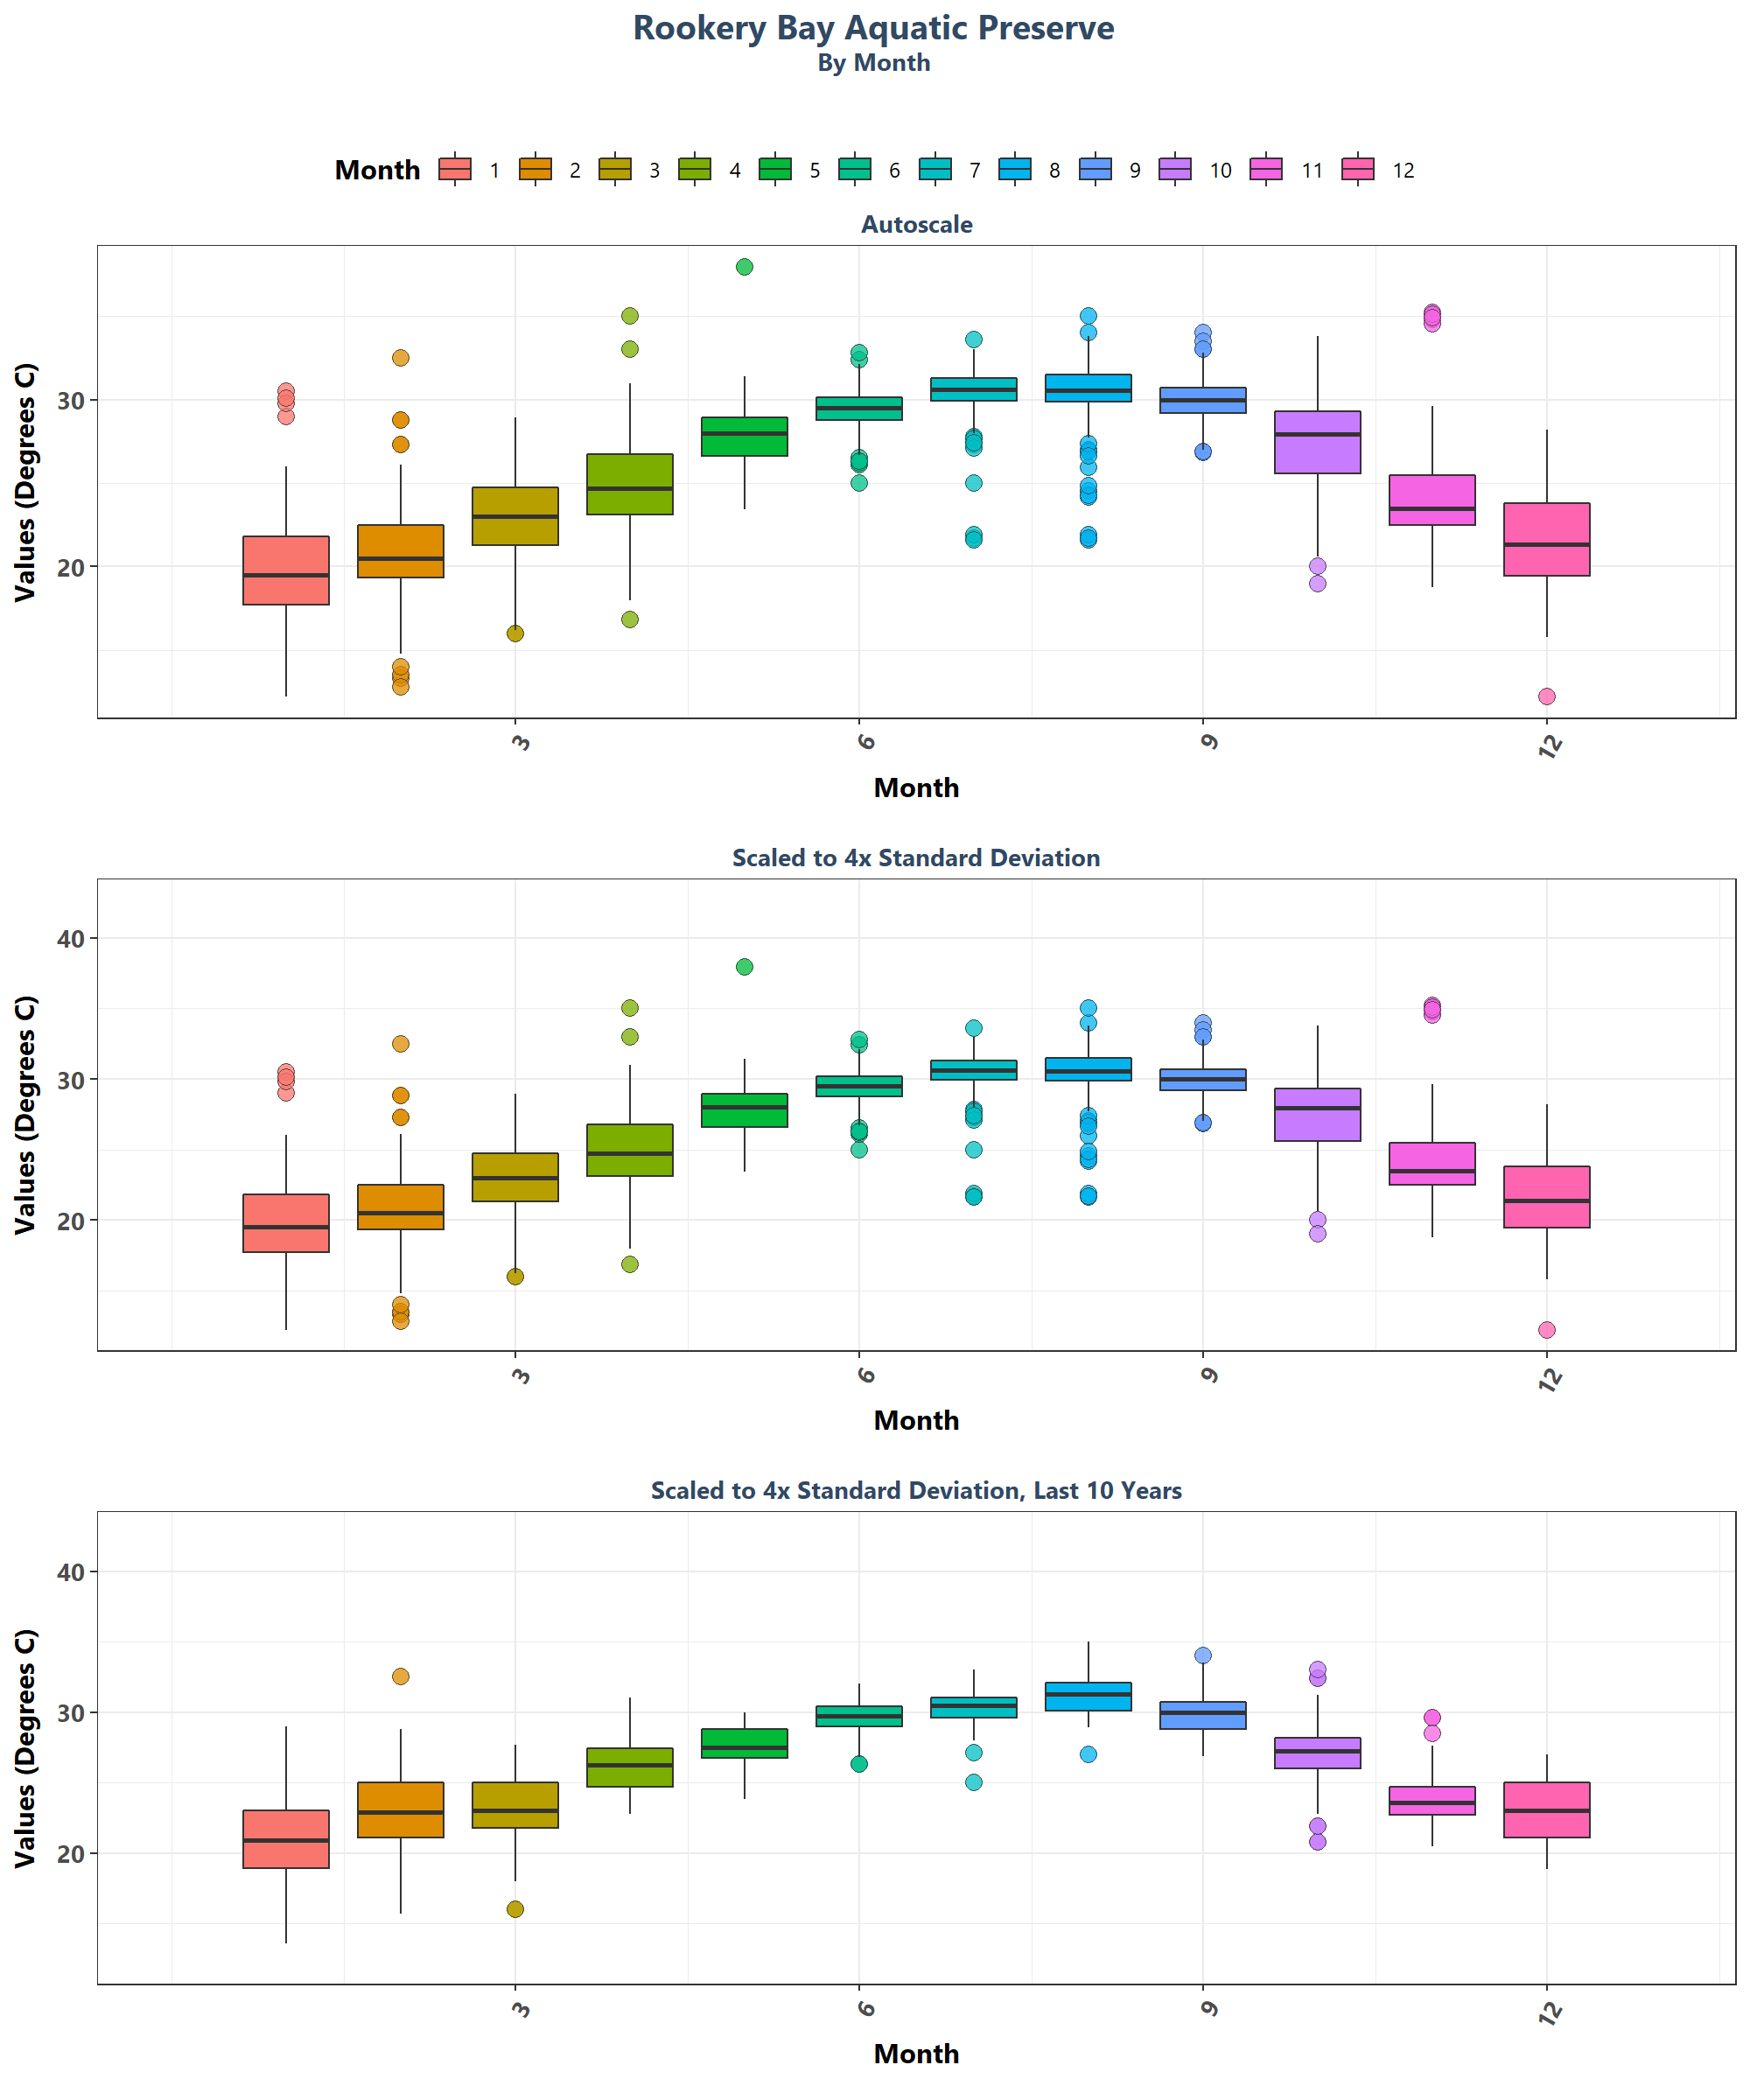 Rookery Bay Aquatic Preserve
By Month
Month 1 2 3 4 5 6 7 8 9 10 11 12
Autoscale
Values (Degrees C)
30
20
3 6 9 12
Month
Scaled to 4x Standard Deviation
Values (Degrees C)
40
30
20
3 6 9 12
Month
Scaled to 4x Standard Deviation, Last 10 Years
Values (Degrees C)
40
30
20
3 6 9 12
Month